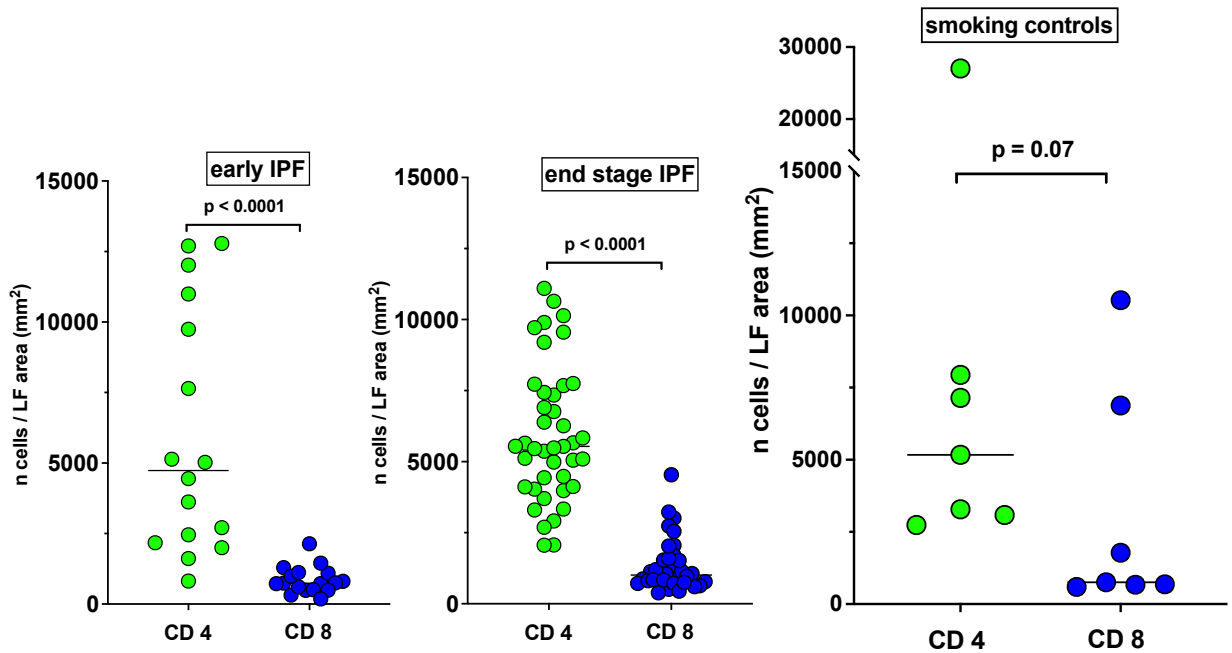 early IPF
p < 0.0001
n cells / LF area (mm²)
15000
10000
5000
0
CD 4
CD 8
end stage IPF
p < 0.0001
n cells / LF area (mm²)
15000
10000
5000
0
CD 4
CD 8
smoking controls
p = 0.07
n cells / LF area (mm²)
30000
20000
15000
10000
5000
0
CD 4
CD 8